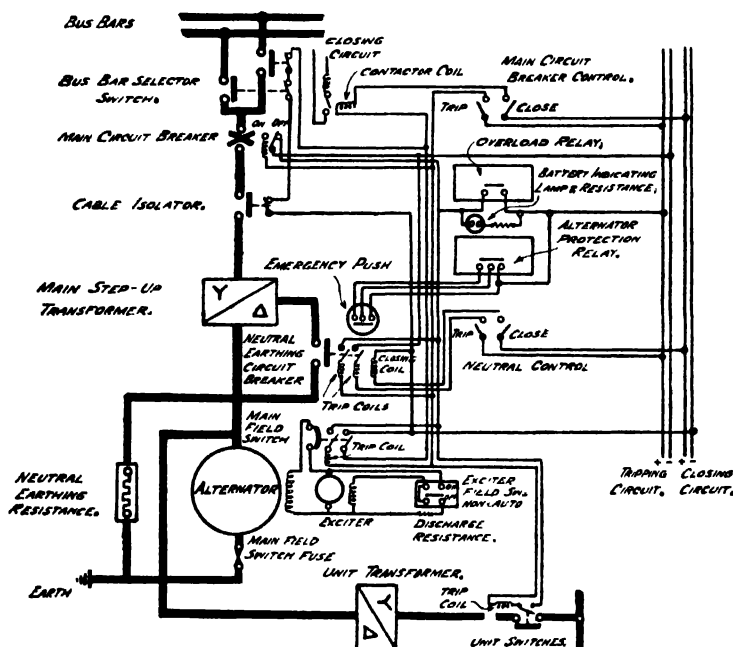 BUS BARS
CLOSING
CIRCUIT
CONTACTOR COIL
MAIN CIRCUIT
BREAKER CONTROL.
BUS BAR SELECTOR
SWITCH.
TRIP
CLOSE
ON OFF
MAIN CIRCUIT BREAKER
OVERLOAD RELAY.
BATTERY INDICATING
LAMP & RESISTANCE.
CABLE ISOLATOR.
ALTERNATOR
PROTECTION
RELAY.
EMERGENCY PUSH
MAIN STEP-UP
TRANSFORMER.
Y
Δ
NEUTRAL
EARTHING
CIRCUIT
BREAKER
CLOSING
COIL
TRIP
CLOSE
NEUTRAL CONTROL
TRIP COILS
MAIN
FIELD
SWITCH
TRIP COIL
NEUTRAL
EARTHING
RESISTANCE.
ALTERNATOR
EXCITER
EXCITER
FIELD SW.
NON-AUTO
DISCHARGE
RESISTANCE.
+ - + -
TRIPPING
CIRCUIT.
CLOSING
CIRCUIT.
MAIN FIELD
SWITCH FUSE
EARTH
UNIT TRANSFORMER.
Y
Δ
TRIP
COIL
UNIT SWITCHES.